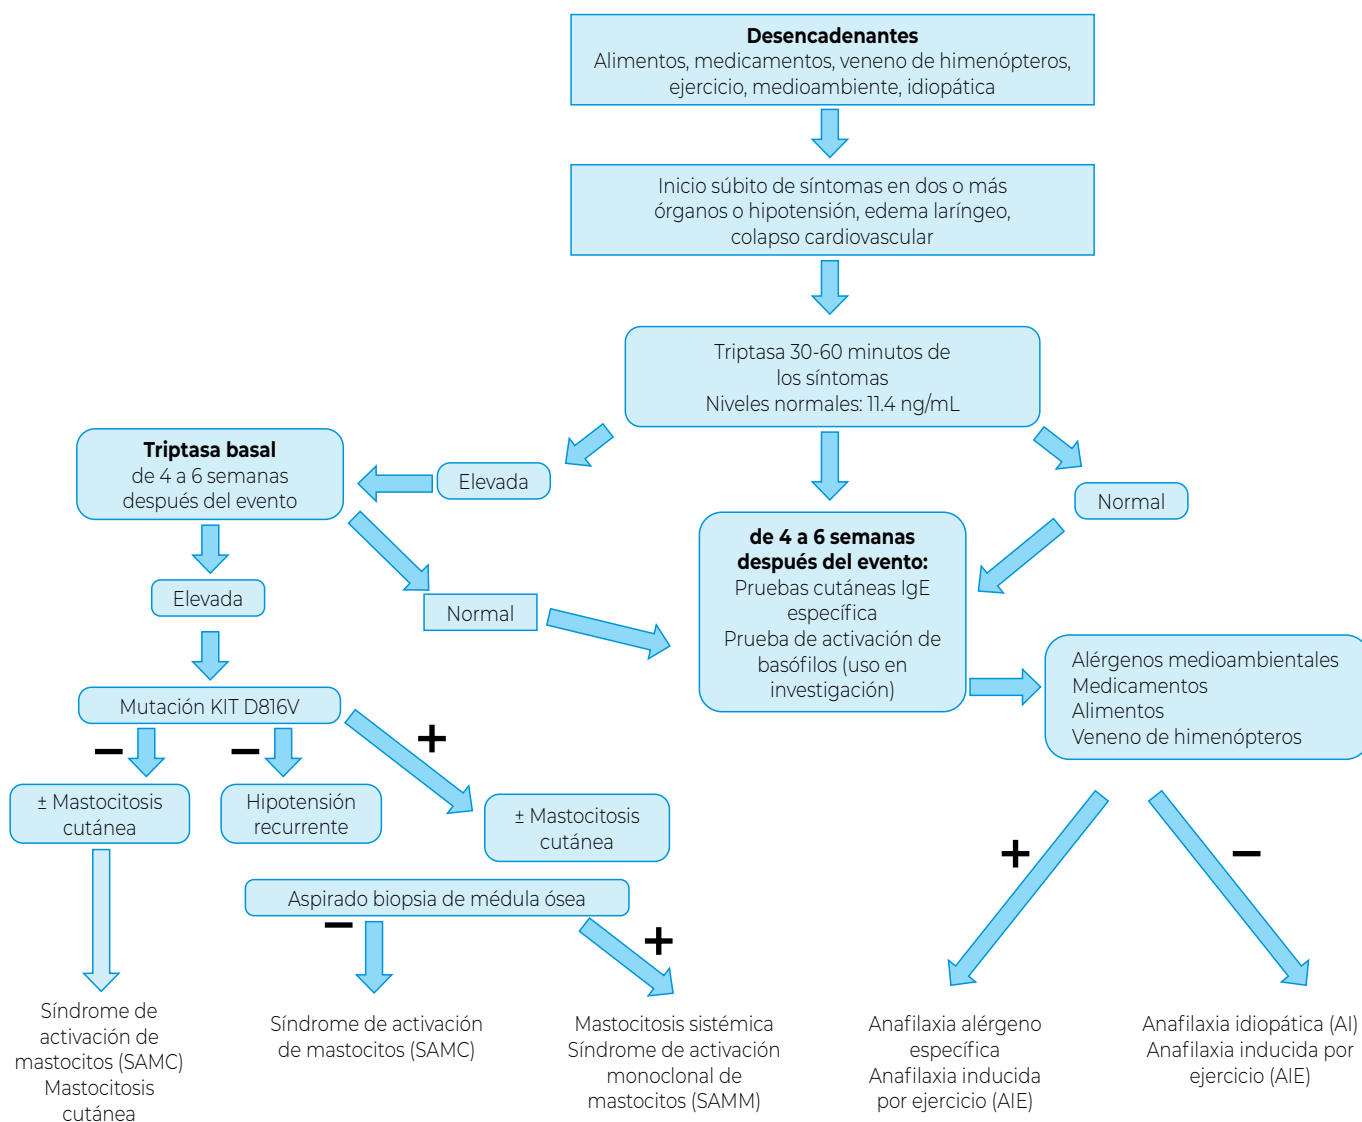 Desencadenantes
Alimentos, medicamentos, veneno de himenópteros,
ejercicio, medioambiente, idiopática
Inicio súbito de síntomas en dos o más
órganos o hipotensión, edema laríngeo,
colapso cardiovascular
Triptasa 30-60 minutos de
los síntomas
Niveles normales: 11.4 ng/mL
Triptasa basal
de 4 a 6 semanas
después del evento
Elevada
Normal
de 4 a 6 semanas
después del evento:
Pruebas cutáneas IgE
específica
Prueba de activación de
basófilos (uso en
investigación)
Elevada
Normal
Alérgenos medioambientales
Medicamentos
Alimentos
Veneno de himenópteros
Mutación KIT D816V
−
−
+
± Mastocitosis
cutánea
Hipotensión
recurrente
± Mastocitosis
cutánea
+
−
Aspirado biopsia de médula ósea
−
+
Síndrome de
activación de
mastocitos (SAMC)
Mastocitosis
cutánea
Síndrome de activación
de mastocitos (SAMC)
Mastocitosis sistémica
Síndrome de activación
monoclonal de
mastocitos (SAMM)
Anafilaxia alérgeno
específica
Anafilaxia inducida
por ejercicio (AIE)
Anafilaxia idiopática (AI)
Anafilaxia inducida por
ejercicio (AIE)